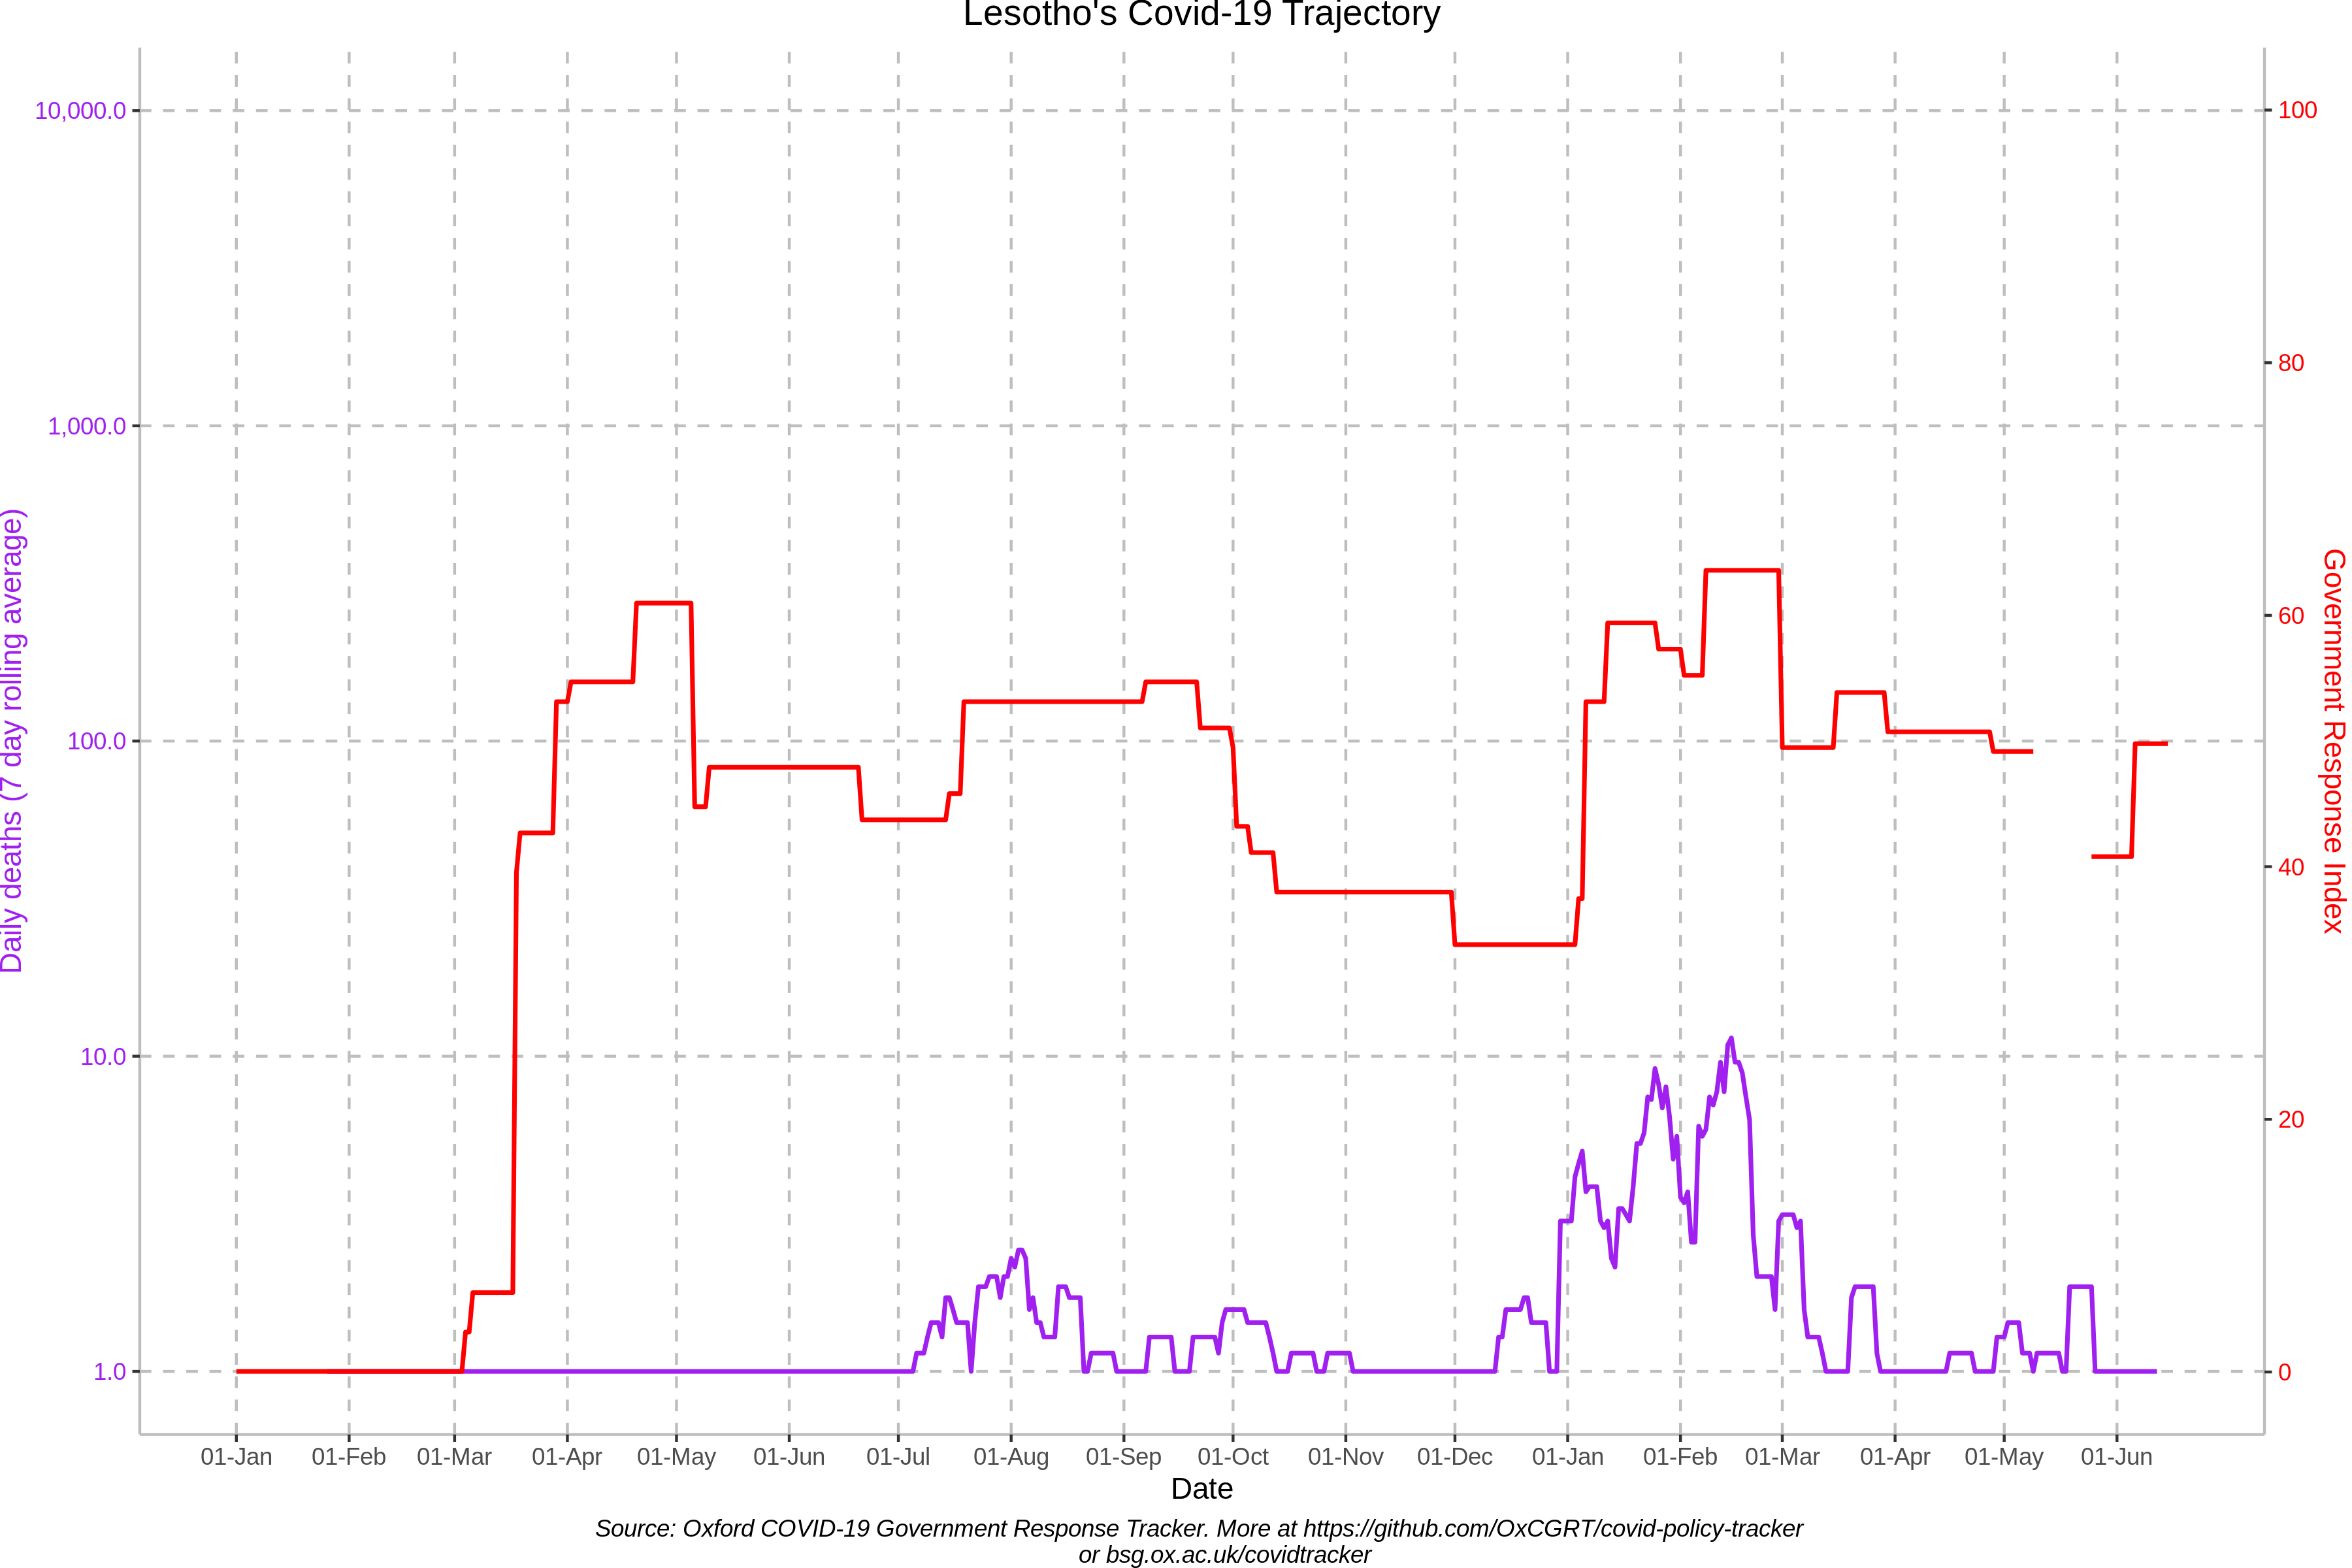 Lesotho's Covid-19 Trajectory
10,000.0
1,000.0
100.0
10.0
1.0
Daily deaths (7 day rolling average)
100
80
60
40
20
0
Government Response Index
01-Jan 01-Feb 01-Mar 01-Apr 01-May 01-Jun 01-Jul 01-Aug 01-Sep 01-Oct 01-Nov 01-Dec 01-Jan 01-Feb 01-Mar 01-Apr 01-May 01-Jun
Date
Source: Oxford COVID-19 Government Response Tracker. More at https://github.com/OxCGRT/covid-policy-tracker
or bsg.ox.ac.uk/covidtracker